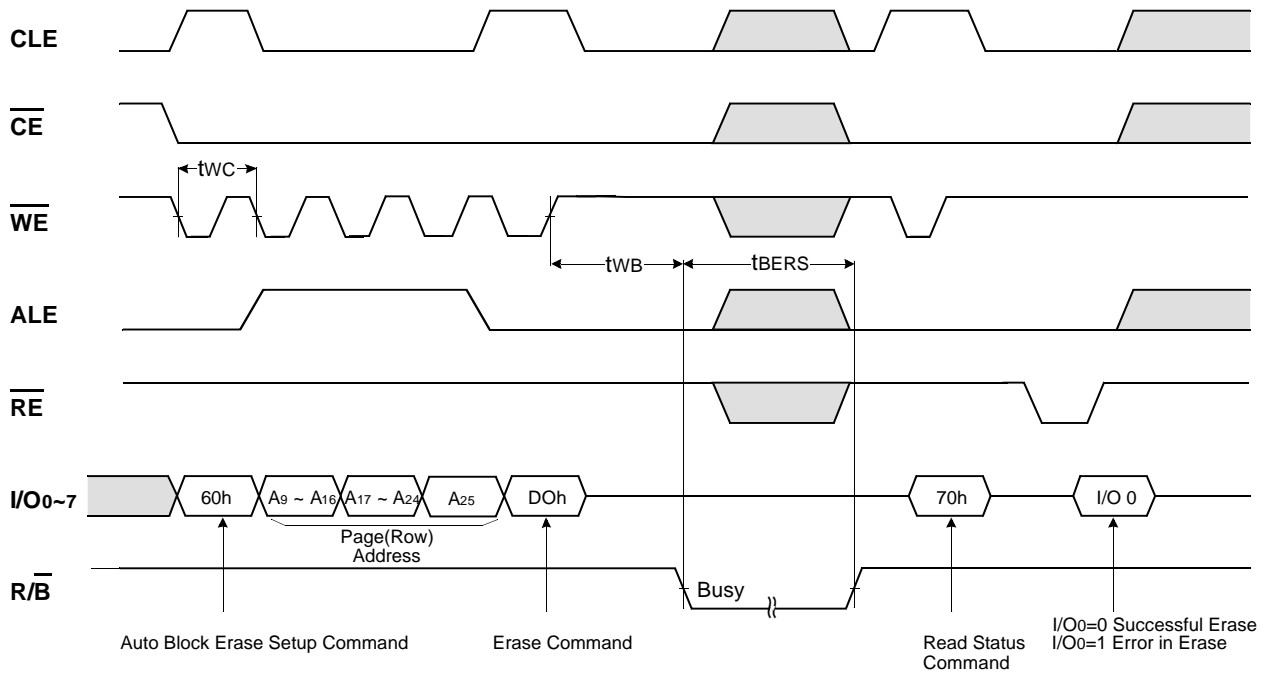 CLE
CE
tWC
WE
tWB
tBERS
ALE
RE
I/O0~7
60h
A9 ~ A16
A17 ~ A24
A25
DOh
70h
I/O 0
Page(Row)
Address
R/B
Busy
Auto Block Erase Setup Command
Erase Command
Read Status
Command
I/O0=0 Successful Erase
I/O0=1 Error in Erase